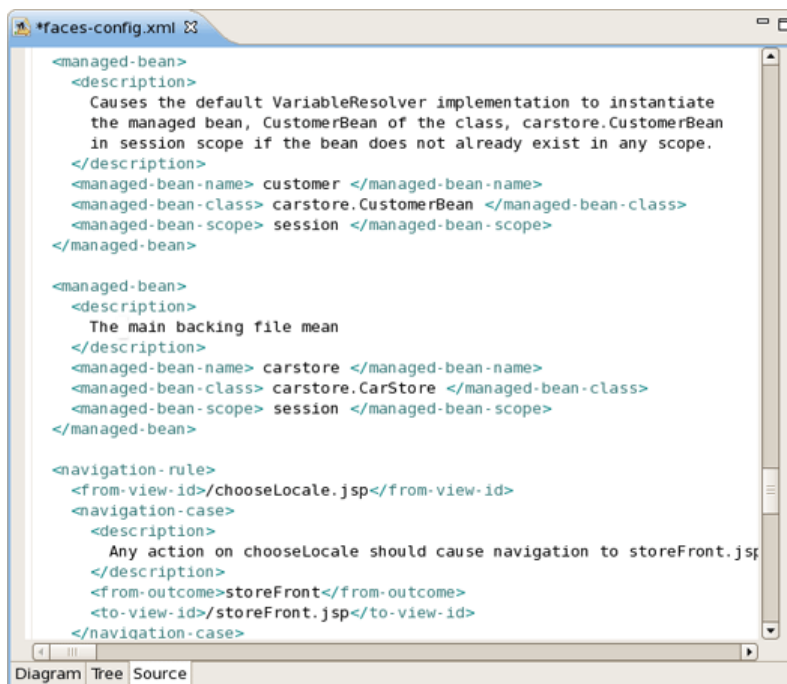 *faces-config.xml
<managed-bean>
<description>
Causes the default VariableResolver implementation to instantiate
the managed bean, CustomerBean of the class, carstore.CustomerBean
in session scope if the bean does not already exist in any scope.
</description>
<managed-bean-name> customer </managed-bean-name>
<managed-bean-class> carstore.CustomerBean </managed-bean-class>
<managed-bean-scope> session </managed-bean-scope>
</managed-bean>
<managed-bean>
<description>
The main backing file mean
</description>
<managed-bean-name> carstore </managed-bean-name>
<managed-bean-class> carstore.CarStore </managed-bean-class>
<managed-bean-scope> session </managed-bean-scope>
</managed-bean>
<navigation-rule>
<from-view-id>/chooseLocale.jsp</from-view-id>
<navigation-case>
<description>
Any action on chooseLocale should cause navigation to storeFront.jsp
</description>
<from-outcome>storeFront</from-outcome>
<to-view-id>/storeFront.jsp</to-view-id>
</navigation-case>
Diagram Tree Source